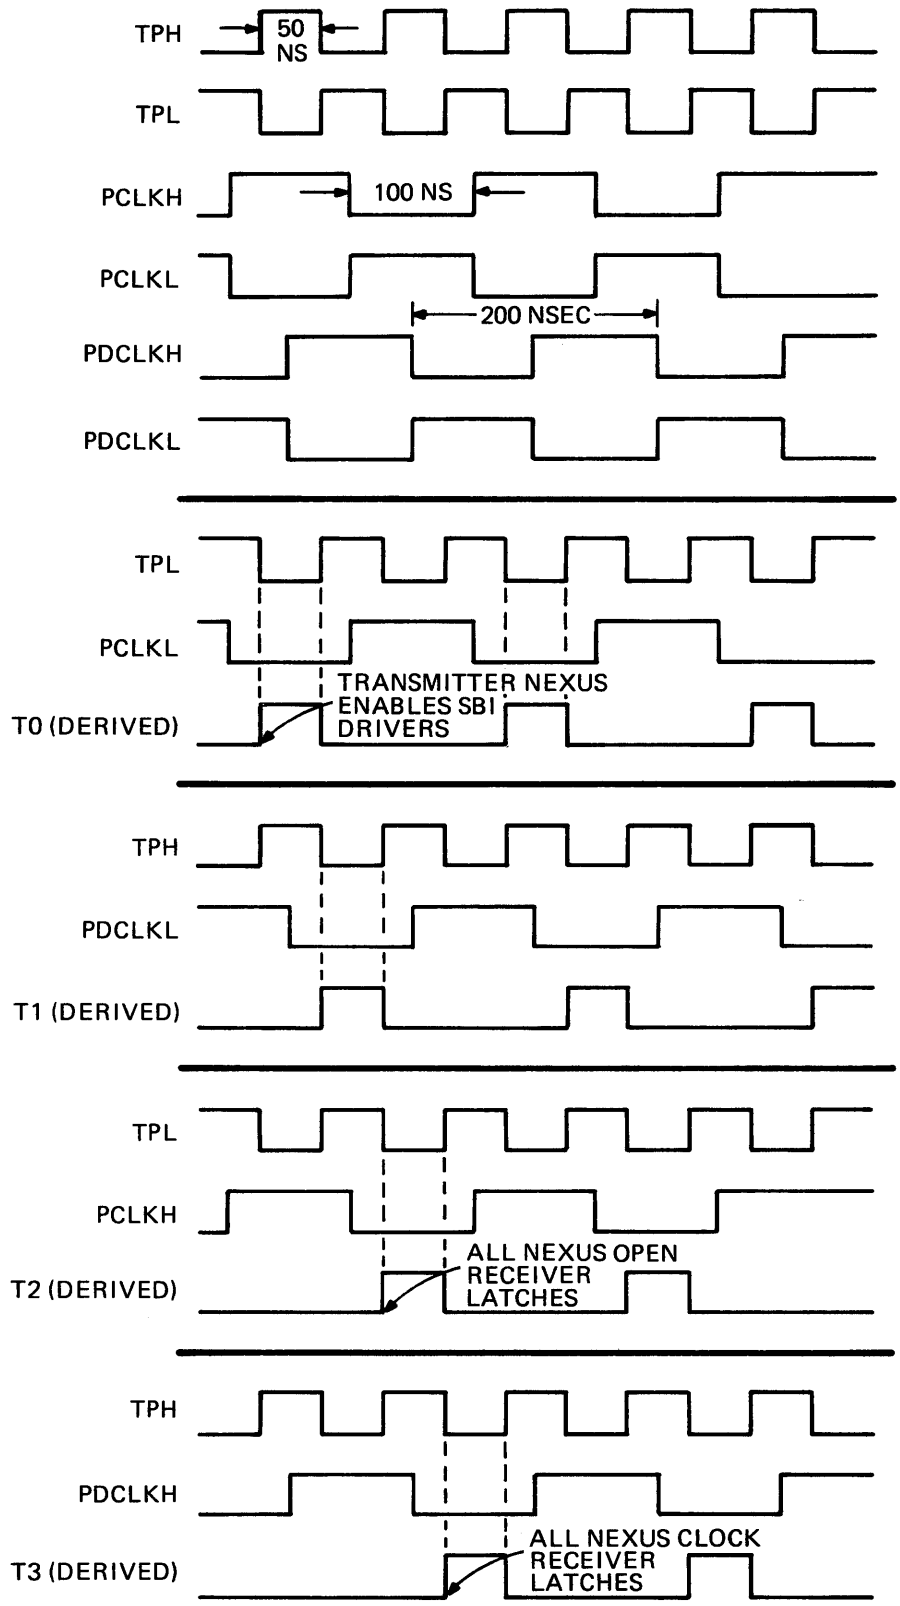 TPH
50
NS
TPL
PCLKH
100 NS
PCLKL
200 NSEC
PDCLKH
PDCLKL
TPL
PCLKL
TRANSMITTER NEXUS
ENABLES SBI
DRIVERS
T0 (DERIVED)
TPH
PDCLKL
T1 (DERIVED)
TPL
PCLKH
ALL NEXUS OPEN
RECEIVER
LATCHES
T2 (DERIVED)
TPH
PDCLKH
ALL NEXUS CLOCK
RECEIVER
LATCHES
T3 (DERIVED)